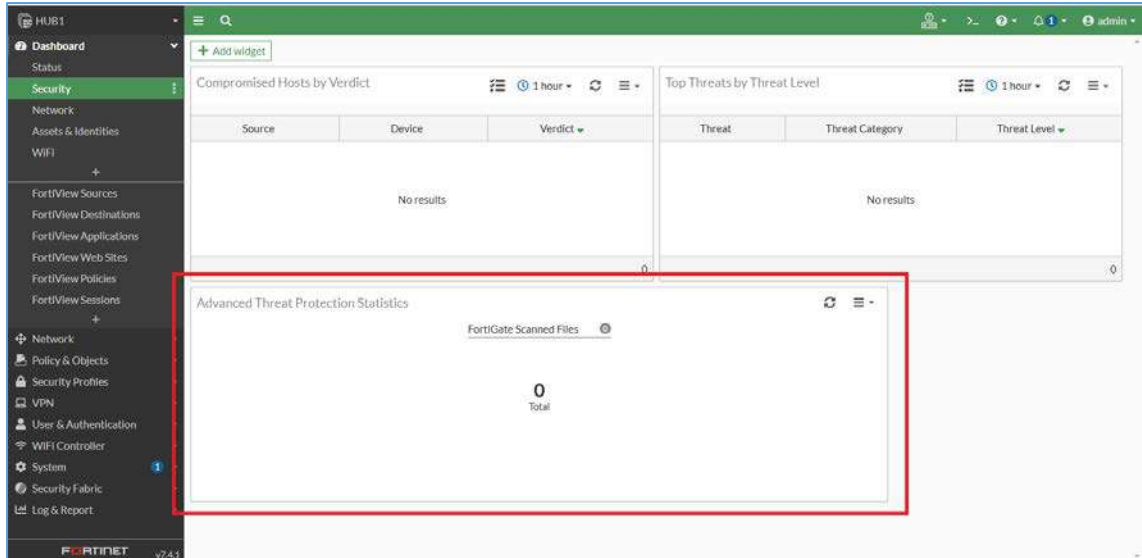 HUB1
admin
1
Dashboard
Status
Security
Network
Assets & Identities
WiFi
+
FortiView Sources
FortiView Destinations
FortiView Applications
FortiView Web Sites
FortiView Policies
FortiView Sessions
+
Network
Policy & Objects
Security Profiles
VPN
User & Authentication
WiFi Controller
System 1
Security Fabric
Log & Report
FORTINET v7.4.1
+ Add widget
Compromised Hosts by Verdict
1 hour
Source Device Verdict
No results
0
Top Threats by Threat Level
1 hour
Threat Threat Category Threat Level
No results
0
Advanced Threat Protection Statistics
FortiGate Scanned Files
0
Total